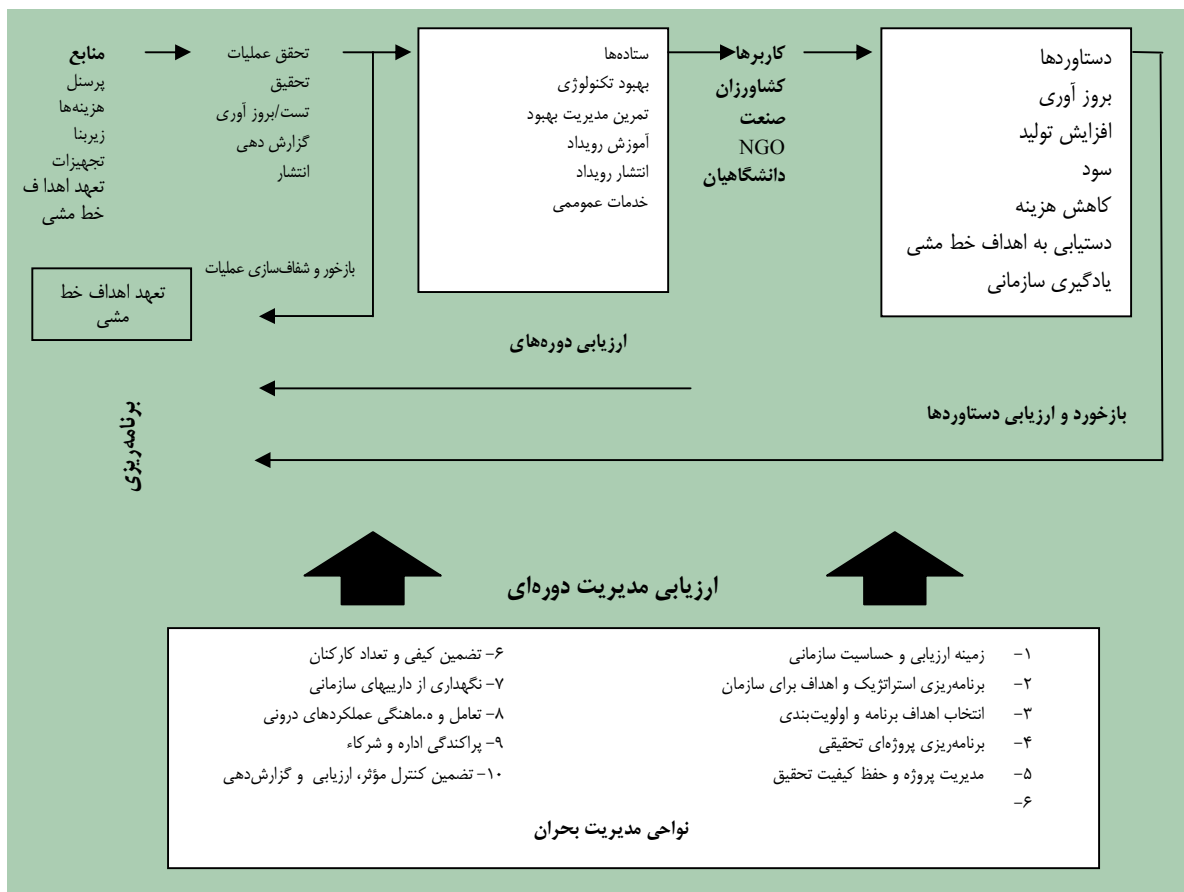 منابع
پرسنل
هزینه‌ها
زیربنا
تجهیزات
تعهد اهدا ف
خط مشی
تحقق عملیات
تحقیق
تست/بروز آوری
گزارش دهی
انتشار
ستاده‌ها
بهبود تکنولوژی
تمرین مدیریت بهبود
آموزش رویداد
انتشار رویداد
خدمات عموممی
کاربرها
کشاورزان
صنعت
NGO
دانشگاهیان
دستاوردها
بروز آوری
افزایش تولید
سود
کاهش هزینه
دستیابی به اهداف خط مشی
یادگیری سازمانی
بازخور و شفاف‌سازی عملیات
تعهد اهداف خط
مشی
ارزیابی دوره‌های
بازخورد و ارزیابی دستاوردها
برنامه‌ریزی
ارزیابی مدیریت دوره‌ای
۱- زمینه ارزیابی و حساسیت سازمانی
۲- برنامه‌ریزی استراتژیک و اهداف برای سازمان
۳- انتخاب اهداف برنامه و اولویت‌بندی
۴- برنامه‌ریزی پروژه‌ای تحقیقی
۵- مدیریت پروژه و حفظ کیفیت تحقیق
۶-
۶- تضمین کیفی و تعداد کارکنان
۷- نگهداری از داراییهای سازمانی
۸- تعامل و ه.ماهنگی عملکردهای درونی
۹- پراکندگی اداره و شرکاء
۱۰- تضمین کنترل مؤثر، ارزیابی و گزارش‌دهی
نواحی مدیریت بحران